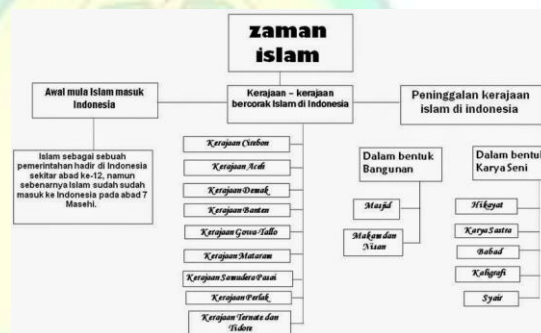 zaman
islam
Awal mula Islam masuk
Indonesia
Kerajaan – kerajaan
bercorak Islam di Indonesia
Peninggalan kerajaan
islam di indonesia
Islam sebagai sebuah
pemerintahan hadir di Indonesia
sekitar abad ke-12, namun
sebenarnya Islam sudah sudah
masuk ke Indonesia pada abad 7
Masehi.
Kerajaan Cirebon
Kerajaan Aceh
Kerajaan Demak
Kerajaan Banten
Kerajaan Gowa-Tallo
Kerajaan Mataram
Kerajaan Samudera Pasai
Kerajaan Perlak
Kerajaan Ternate dan
Tidore
Dalam bentuk
Bangunan
Masjid
Makam dan
Nisan
Dalam bentuk
Karya Seni
Hikayat
Karya Sastra
Babad
Kaligrafi
Syair